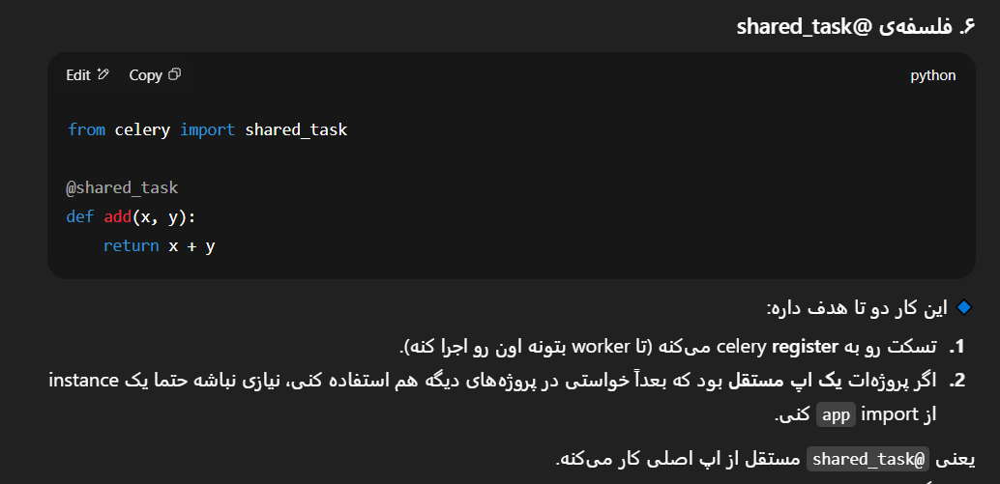 ۶. فلسفه‌ی @shared_task
Edit Copy python
from celery import shared_task
@shared_task
def add(x, y):
    return x + y
این کار دو تا هدف داره:
1. تسکت رو به celery register می‌کنه (تا worker بتونه اون رو اجرا کنه).
2. اگر پروژه‌ات یک اپ مستقل بود که بعداً خواستی در پروژه‌های دیگه هم استفاده کنی، نیازی نباشه حتما یک instance
از app import کنی.
یعنی @shared_task مستقل از اپ اصلی کار می‌کنه.